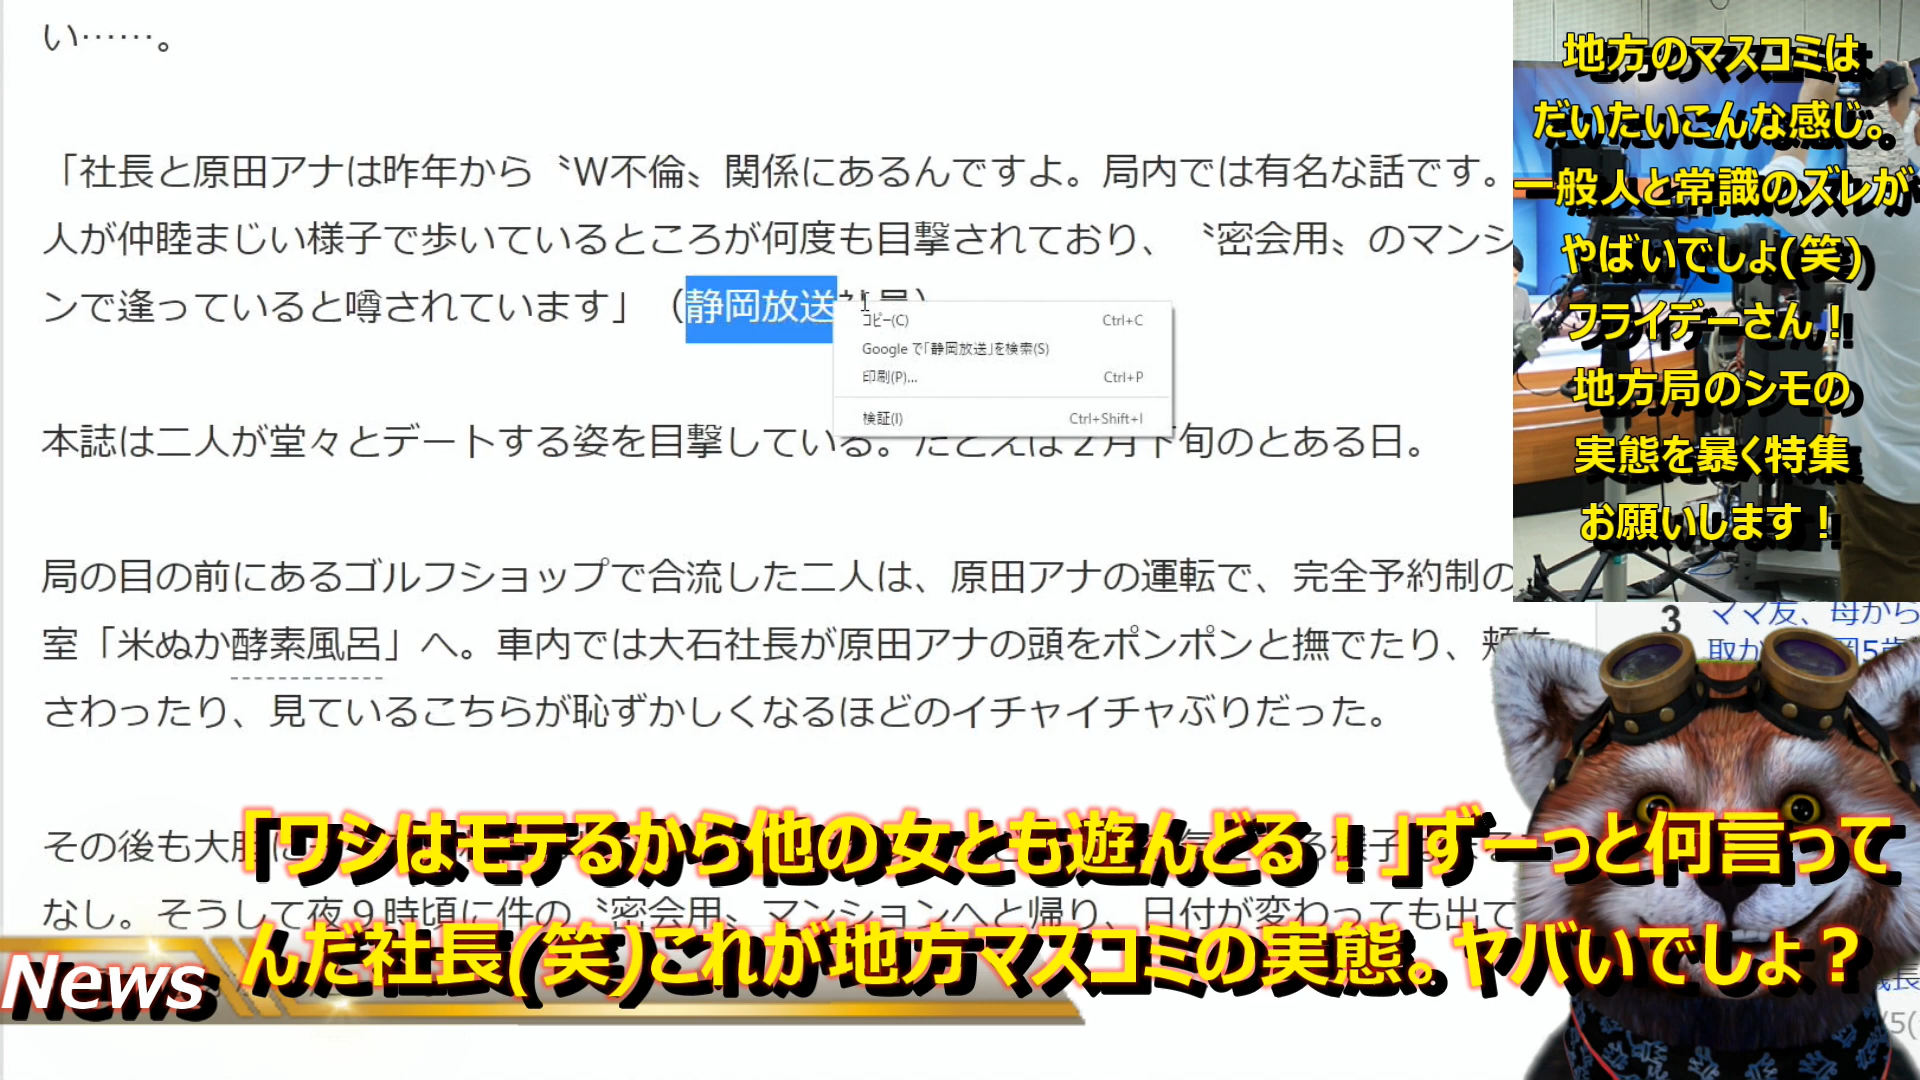 い……。
「社長と原田アナは昨年から〝W不倫〟関係にあるんですよ。局内では有名な話です。
人が仲睦まじい様子で歩いているところが何度も目撃されており、〝密会用〟のマンシ
ンで逢っていると噂されています」（静岡放送社員）
コピー(C) Ctrl+C
Google で「静岡放送」を検索(S)
印刷(P)... Ctrl+P
検証(I) Ctrl+Shift+I
本誌は二人が堂々とデートする姿を目撃している。たとえば２月下旬のとある日。
局の目の前にあるゴルフショップで合流した二人は、原田アナの運転で、完全予約制の
室「米ぬか酵素風呂」へ。車内では大石社長が原田アナの頭をポンポンと撫でたり、頬を
さわったり、見ているこちらが恥ずかしくなるほどのイチャイチャぶりだった。
その後も大胆に
なし。そうして夜９時頃に件の〝密会用〟マンションへと帰り、日付が変わっても出て
地方のマスコミは
だいたいこんな感じ。
一般人と常識のズレが
やばいでしょ(笑)
フライデーさん！
地方局のシモの
実態を暴く特集
お願いします！
3
ママ友、母から
取か 5歳
「ワシはモテるから他の女とも遊んどる！」ずーっと何言って
んだ社長(笑)これが地方マスコミの実態。ヤバいでしょ？
News